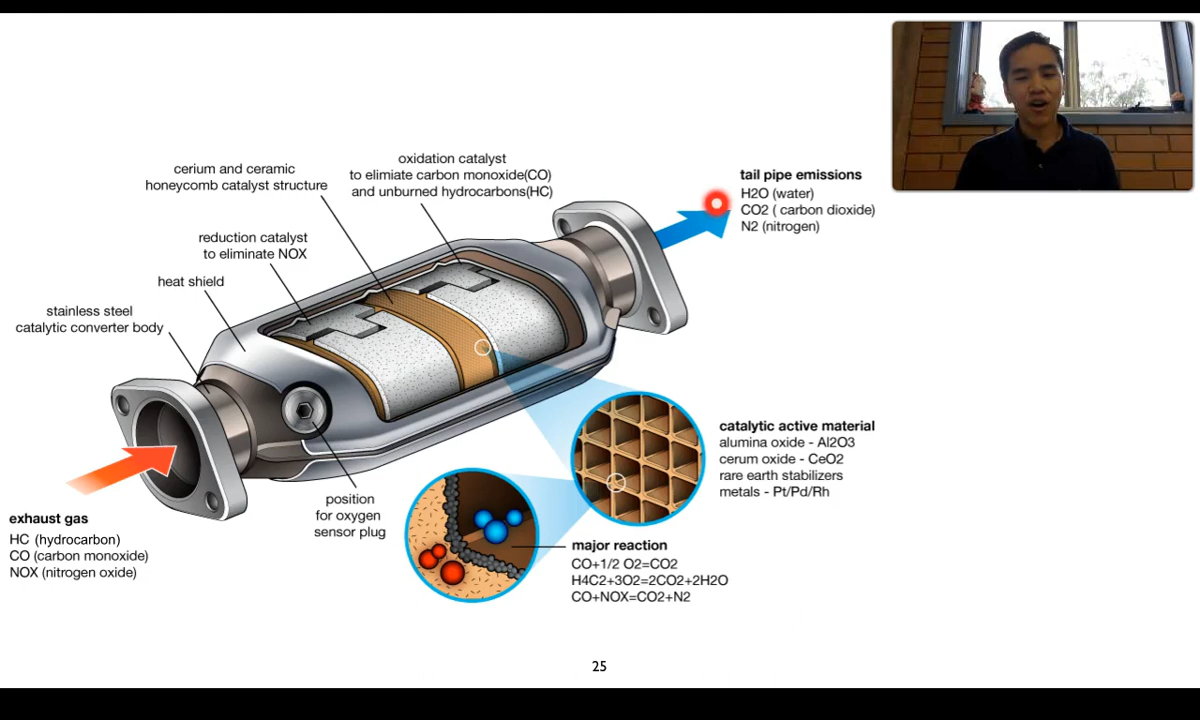 cerium and ceramic
honeycomb catalyst structure
oxidation catalyst
to elimiate carbon monoxide(CO)
and unburned hydrocarbons(HC)
tail pipe emissions
H2O (water)
CO2 ( carbon dioxide)
N2 (nitrogen)
reduction catalyst
to eliminate NOX
heat shield
stainless steel
catalytic converter body
catalytic active material
alumina oxide - Al2O3
cerum oxide - CeO2
rare earth stabilizers
metals - Pt/Pd/Rh
position
for oxygen
sensor plug
exhaust gas
HC (hydrocarbon)
CO (carbon monoxide)
NOX (nitrogen oxide)
major reaction
CO+1/2 O2=CO2
H4C2+3O2=2CO2+2H2O
CO+NOX=CO2+N2
25